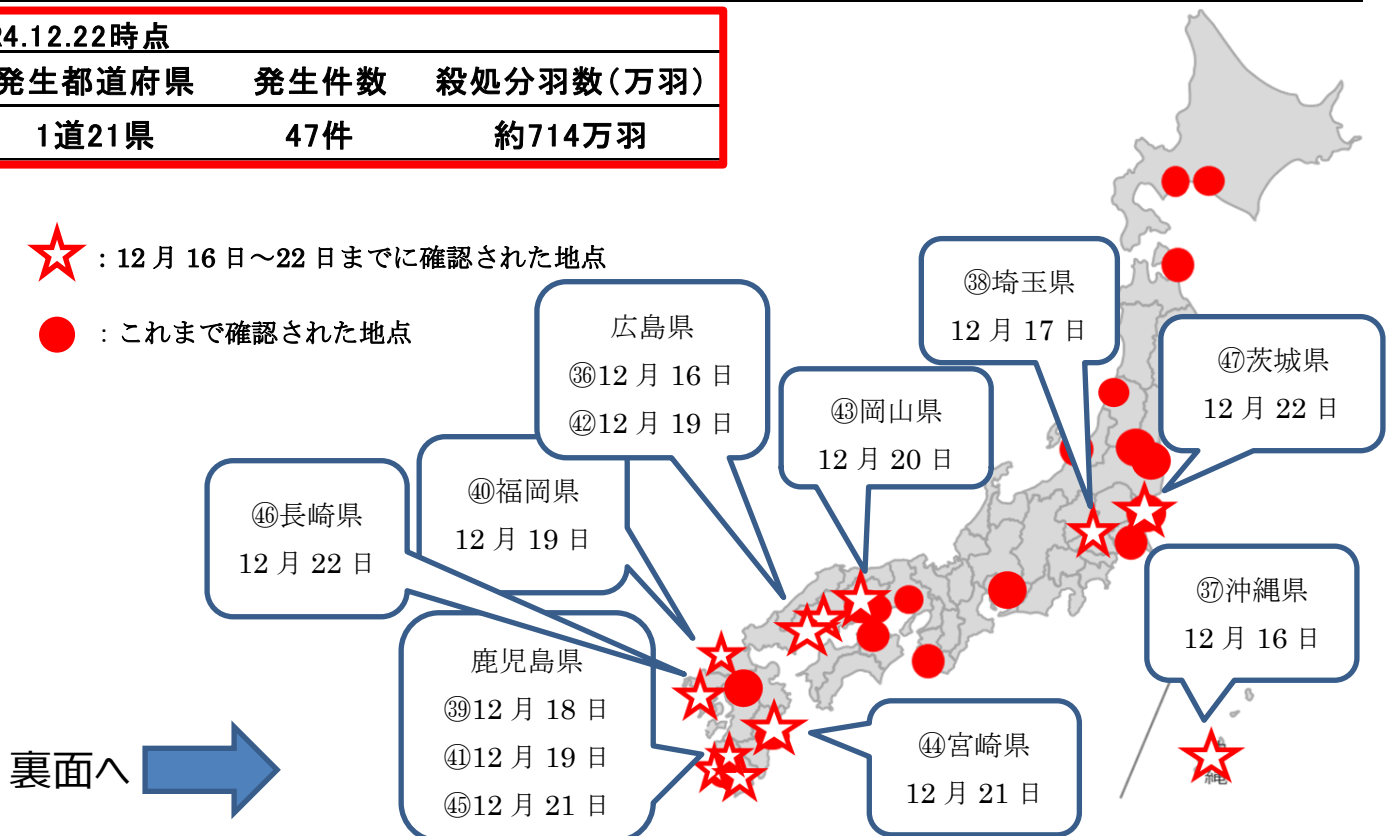 24.12.22時点
発生都道府県 発生件数 殺処分羽数(万羽)
1道21県 47件 約714万羽
：12月16日～22日までに確認された地点
：これまで確認された地点
㊳埼玉県
12月17日
広島県
㊱12月16日
㊷12月19日
㊼茨城県
12月22日
㊸岡山県
12月20日
㊵福岡県
12月19日
㊻長崎県
12月22日
㊲沖縄県
12月16日
鹿児島県
㊴12月18日
㊶12月19日
㊺12月21日
㊹宮崎県
12月21日
裏面へ
縄